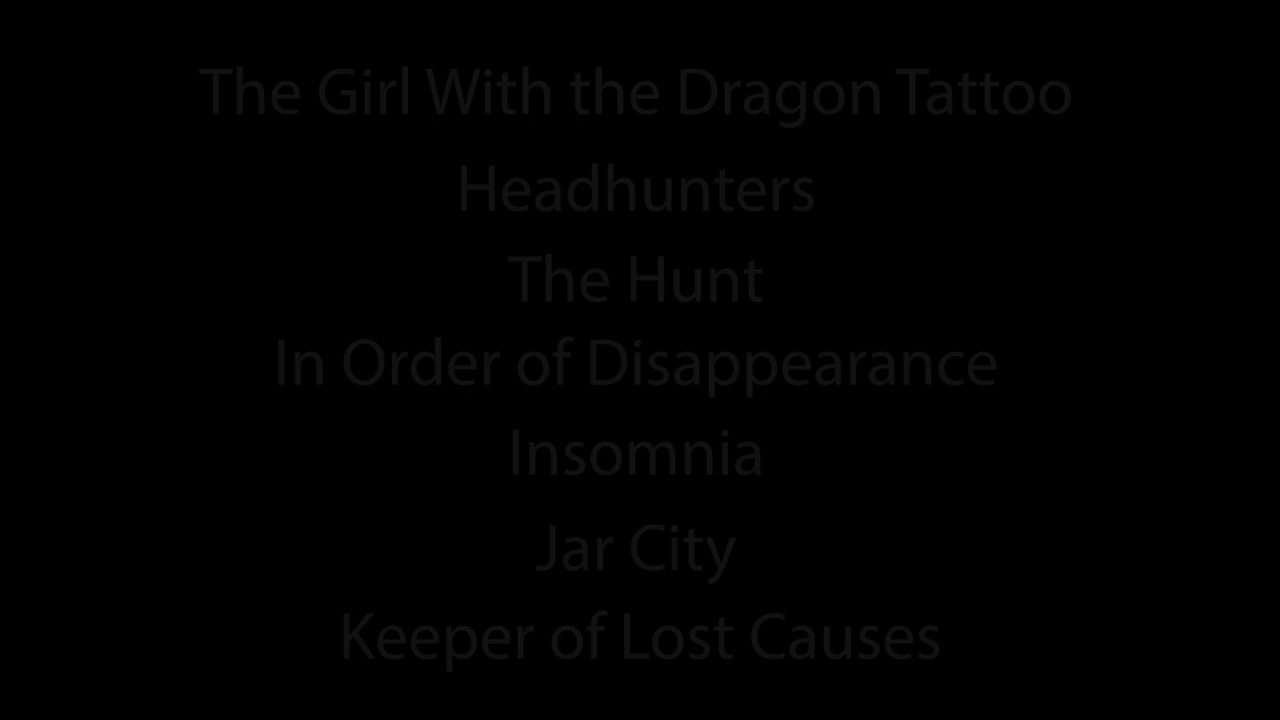 The Girl With the Dragon Tattoo
Headhunters
The Hunt
In Order of Disappearance
Insomnia
Jar City
Keeper of Lost Causes